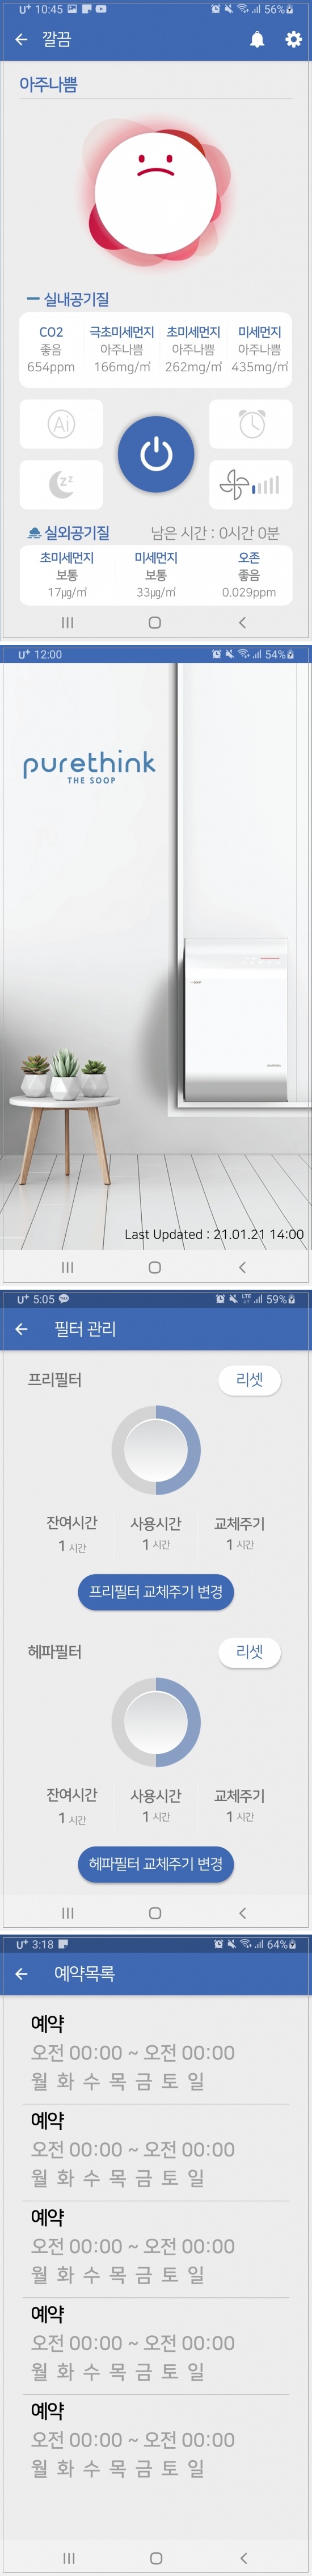 U+ 10:45 56%
깔끔
아주나쁨
실내공기질
CO2 극초미세먼지 초미세먼지 미세먼지
좋음 아주나쁨 아주나쁨 아주나쁨
654ppm 166mg/㎥ 262mg/㎥ 435mg/㎥
Ai
zz
실외공기질 남은 시간 : 0시간 0분
초미세먼지 미세먼지 오존
보통 보통 좋음
17㎍/㎥ 33㎍/㎥ 0.029ppm
U+ 12:00 54%
purethink
THE SOOP
Last Updated : 21.01.21 14:00
U+ 5:05 LTE 59%
필터 관리
프리필터 리셋
잔여시간 사용시간 교체주기
1 시간 1 시간 1 시간
프리필터 교체주기 변경
헤파필터 리셋
잔여시간 사용시간 교체주기
1 시간 1 시간 1 시간
헤파필터 교체주기 변경
U+ 3:18 64%
예약목록
예약
오전 00:00 ~ 오전 00:00
월 화 수 목 금 토 일
예약
오전 00:00 ~ 오전 00:00
월 화 수 목 금 토 일
예약
오전 00:00 ~ 오전 00:00
월 화 수 목 금 토 일
예약
오전 00:00 ~ 오전 00:00
월 화 수 목 금 토 일
예약
오전 00:00 ~ 오전 00:00
월 화 수 목 금 토 일